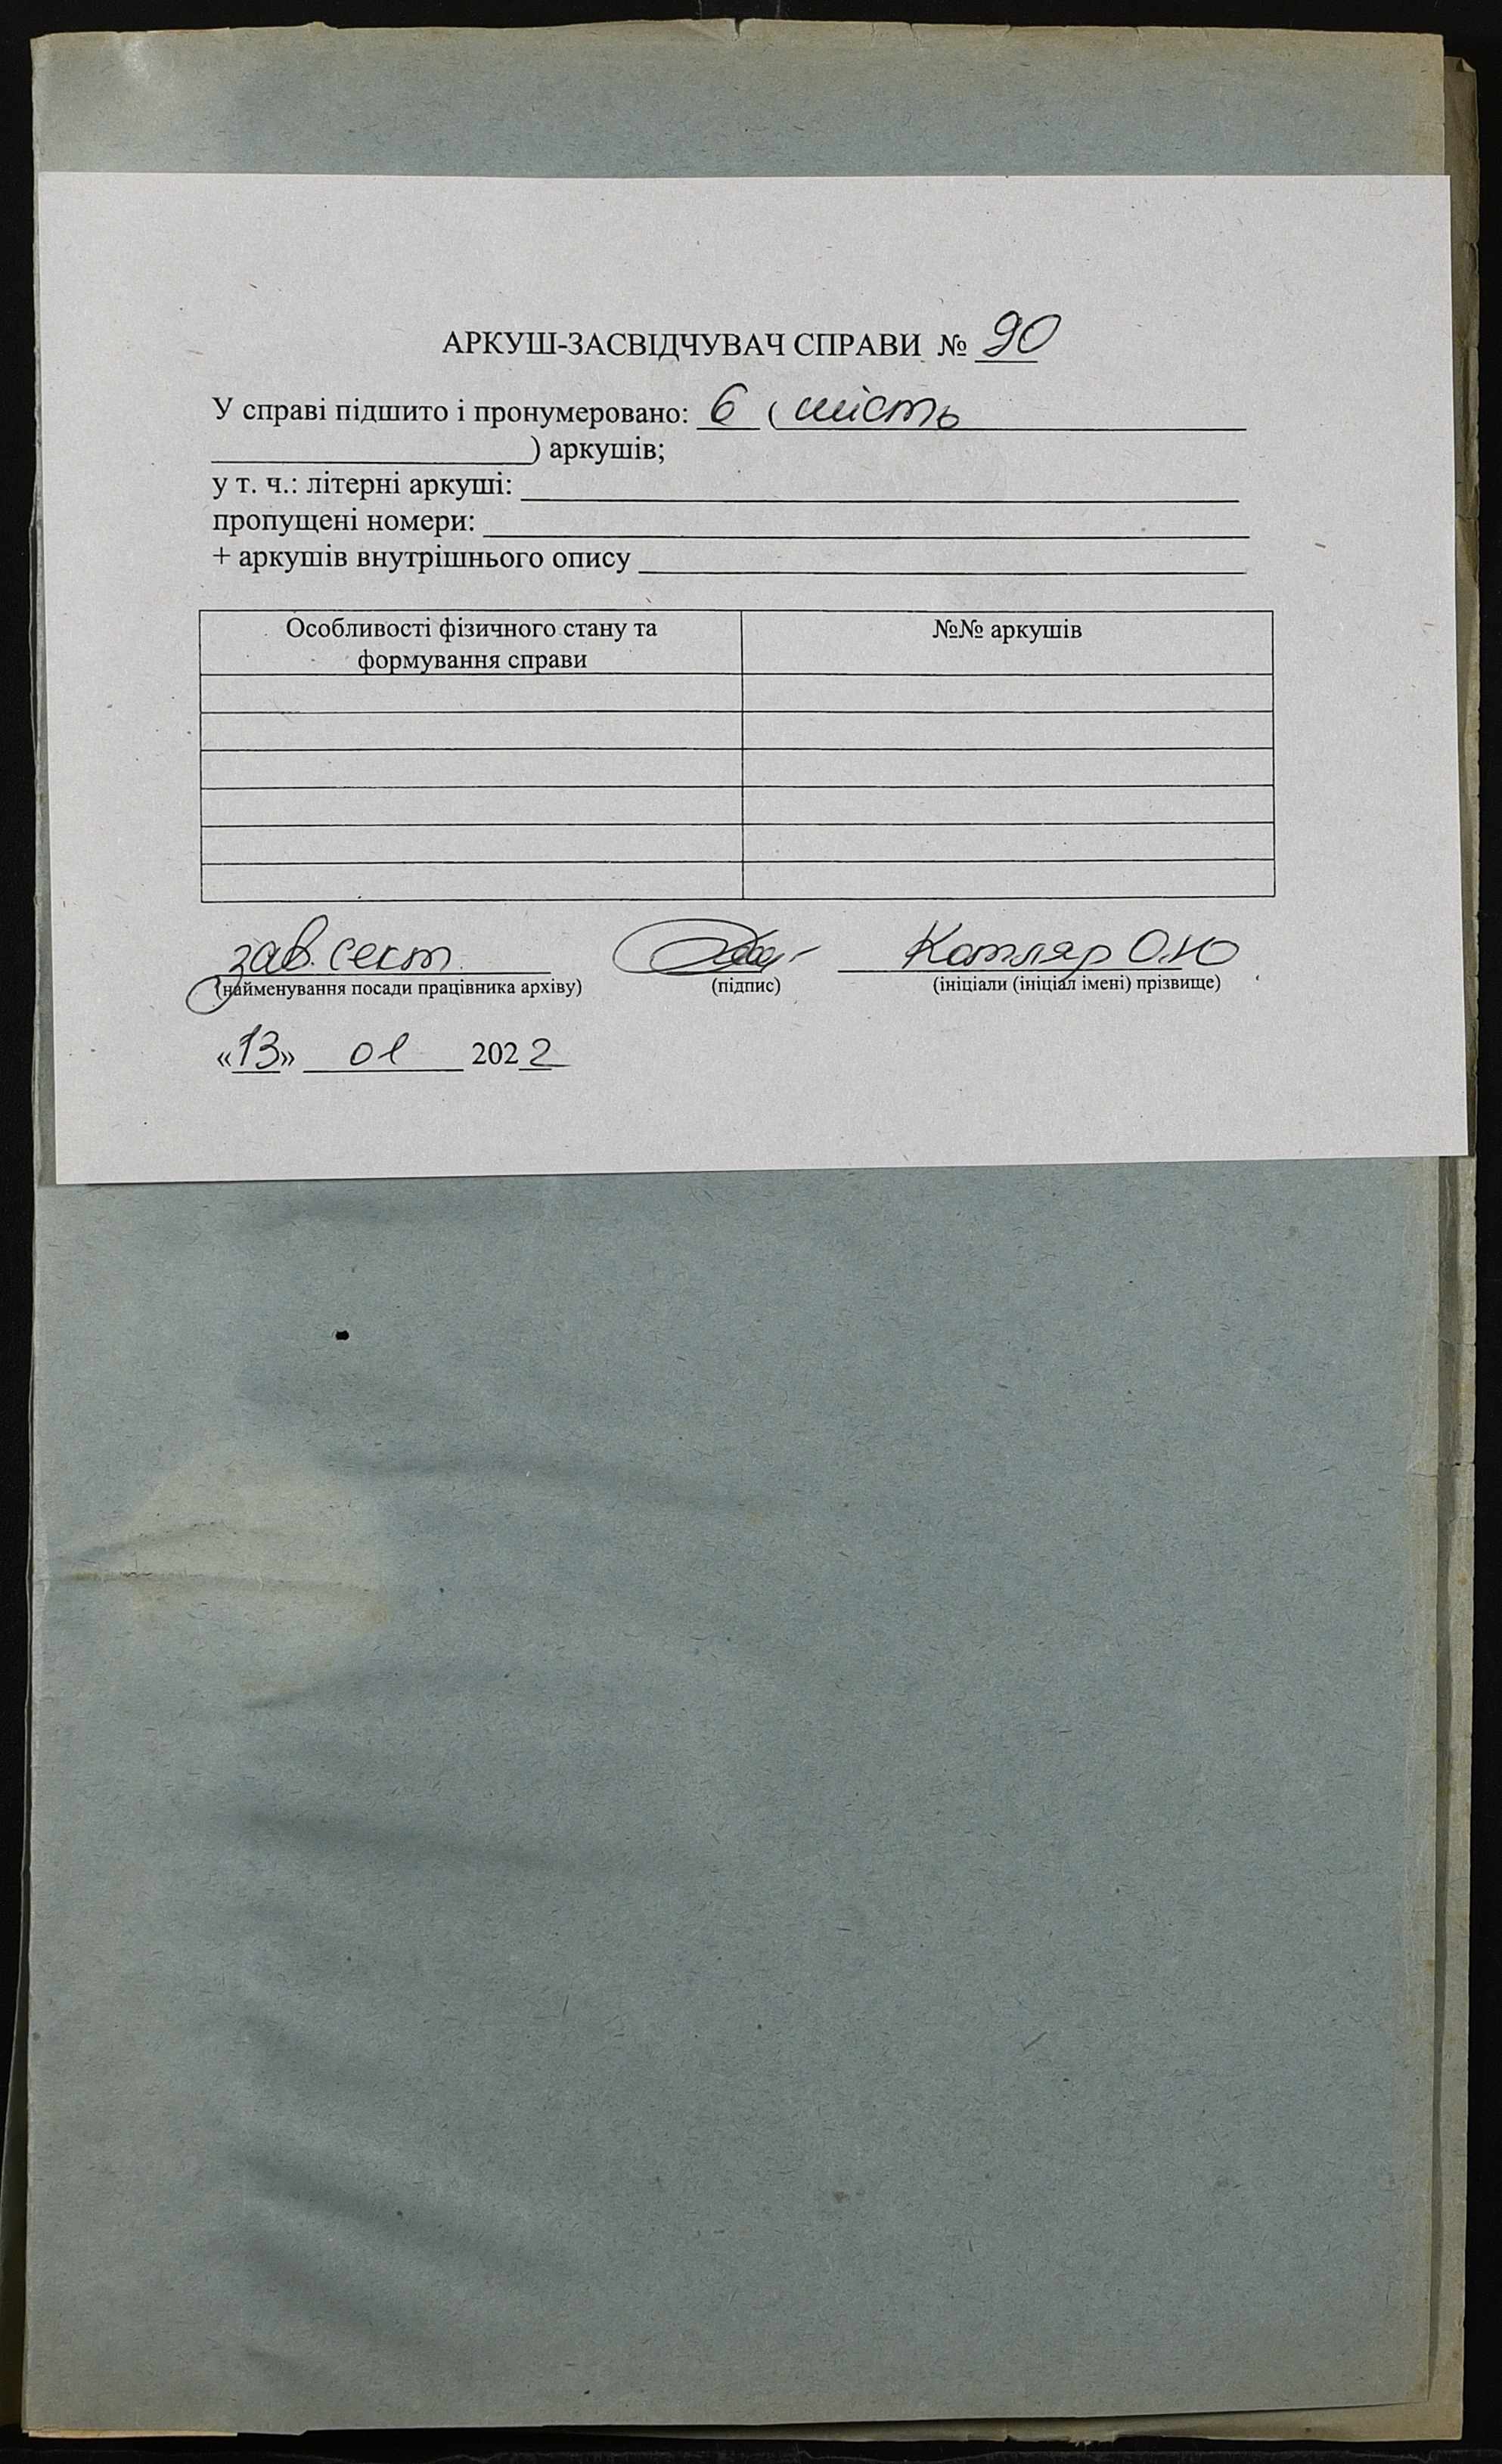 АРКУШ-ЗАСВІДЧУВАЧ СПРАВИ № 90
У справі підшито і пронумеровано: 6 ( шість
) аркушів;
у т. ч.: літерні аркуші:
пропущені номери:
+ аркушів внутрішнього опису
Особливості фізичного стану та формування справи
№№ аркушів
зав. сект. Котляр О.Ю
(найменування посади працівника архіву) (підпис) (ініціали (ініціал імені) прізвище)
«13» 01 2022